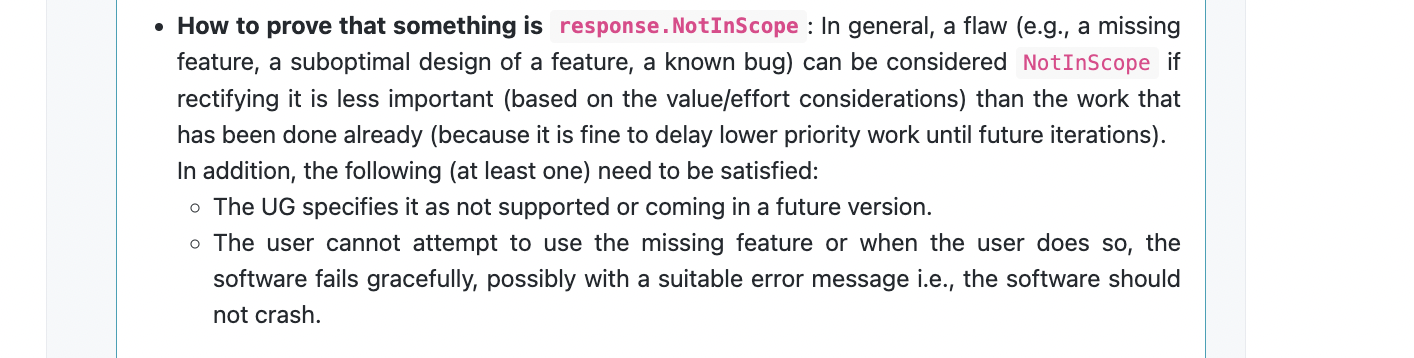 • How to prove that something is response.NotInScope : In general, a flaw (e.g., a missing
feature, a suboptimal design of a feature, a known bug) can be considered NotInScope if
rectifying it is less important (based on the value/effort considerations) than the work that
has been done already (because it is fine to delay lower priority work until future iterations).
In addition, the following (at least one) need to be satisfied:
◦ The UG specifies it as not supported or coming in a future version.
◦ The user cannot attempt to use the missing feature or when the user does so, the
software fails gracefully, possibly with a suitable error message i.e., the software should
not crash.